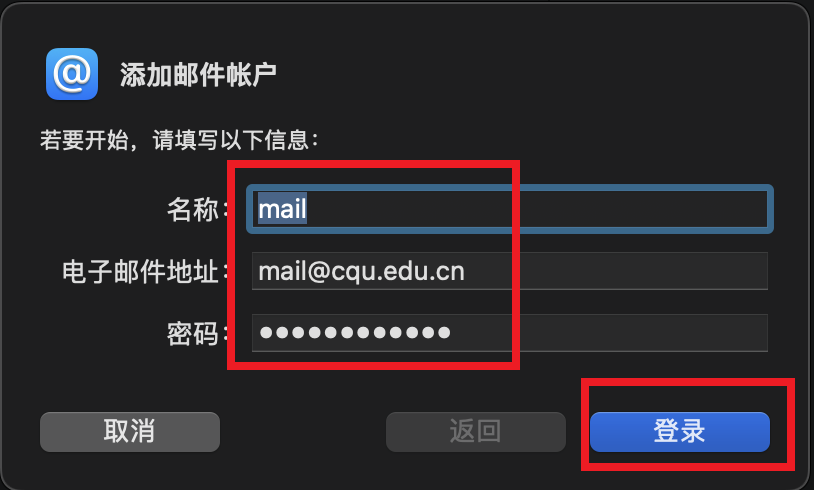 @ 添加邮件帐户
若要开始，请填写以下信息：
名称： mail
电子邮件地址： mail@cqu.edu.cn
密码： ●●●●●●●●●●●●
取消 返回 登录